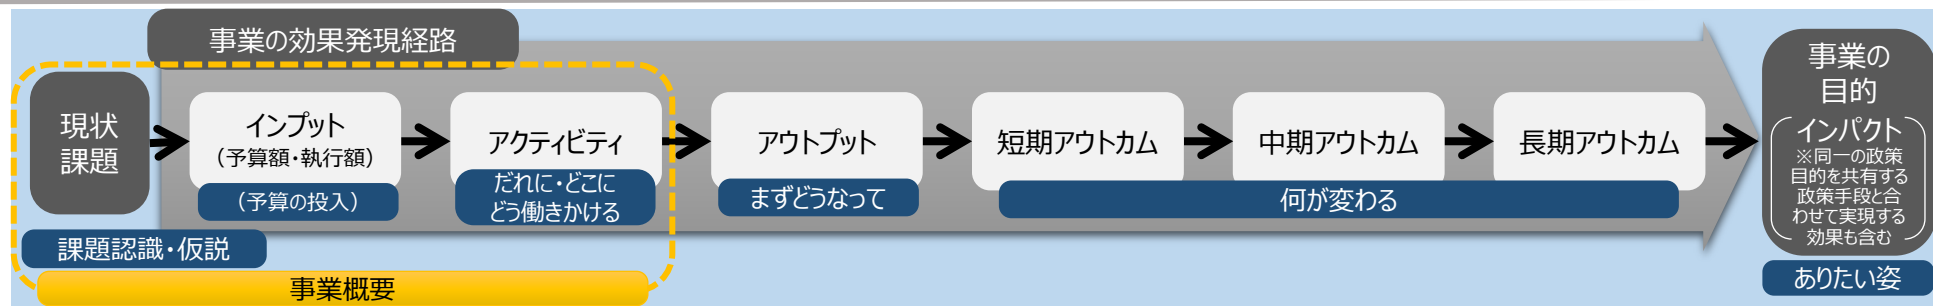 事業の効果発現経路
現状
課題
インプット
（予算額・執行額）
（予算の投入）
アクティビティ
だれに・どこに
どう働きかける
アウトプット
まずどうなって
短期アウトカム
中期アウトカム
長期アウトカム
何が変わる
事業の
目的
インパクト
※同一の政策
目的を共有する
政策手段と合
わせて実現する
効果も含む
ありたい姿
課題認識・仮説
事業概要